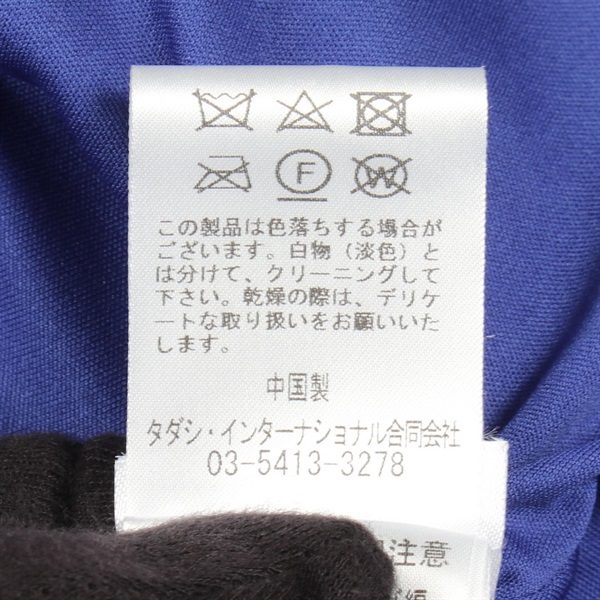 F
W
この製品は色落ちする場合が
ございます。白物（淡色）と
は分けて、クリーニングして
下さい。乾燥の際は、デリケ
ートな取り扱いをお願いいた
します。
中国製
タダシ・インターナショナル合同会社
03-5413-3278
注意